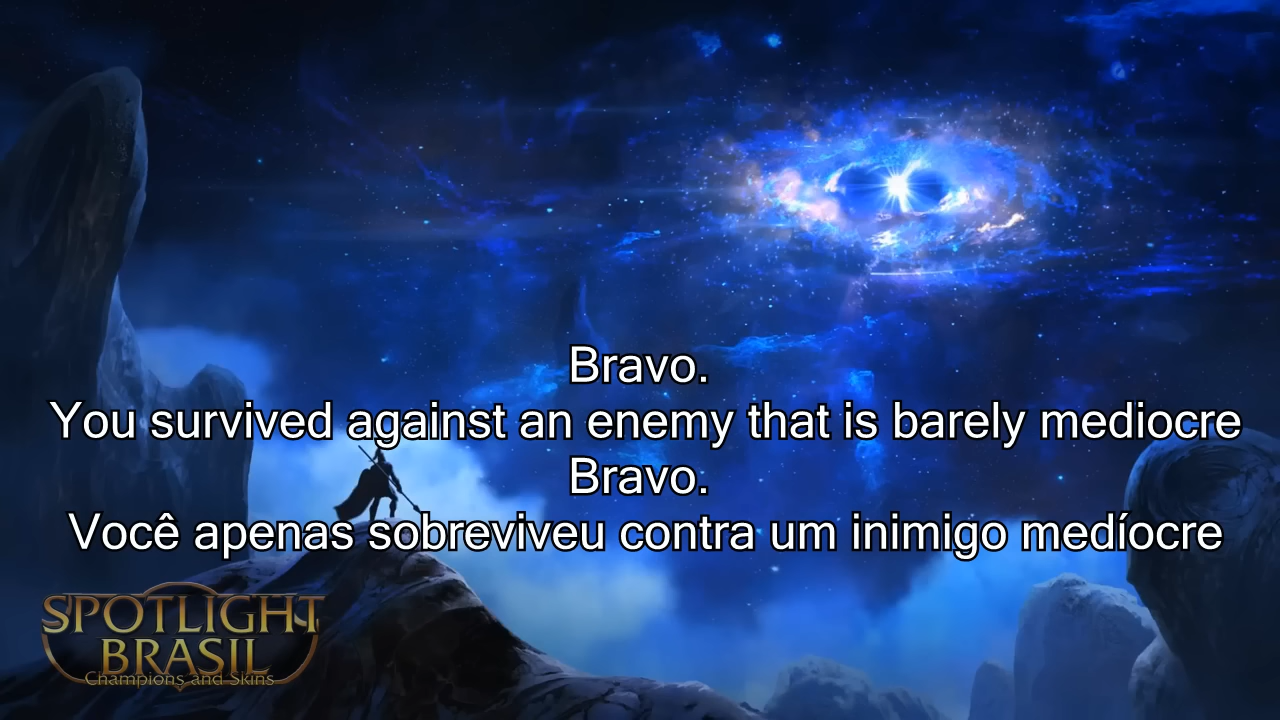 Bravo.
You survived against an enemy that is barely mediocre
Bravo.
Você apenas sobreviveu contra um inimigo medíocre
SPOTLIGHT
BRASIL
Champions and Skins